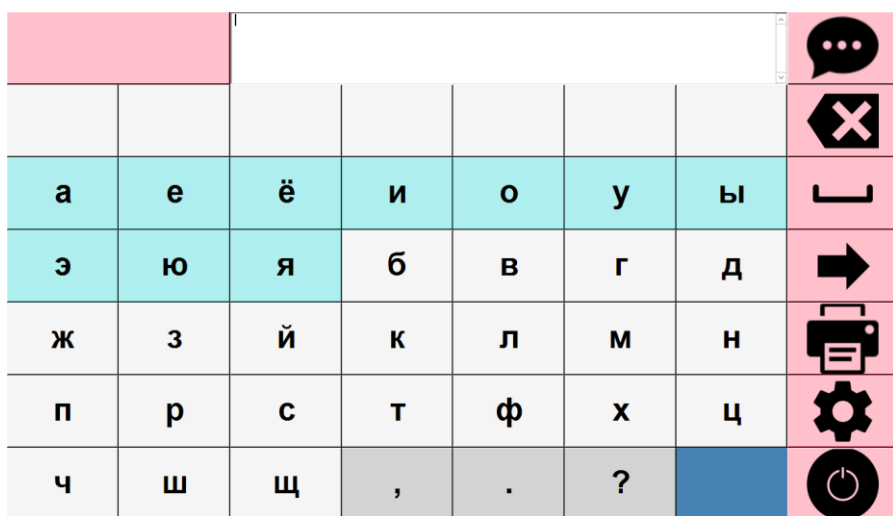 а е ё и о у ы
э ю я б в г д
ж з й к л м н
п р с т ф х ц
ч ш щ , . ?